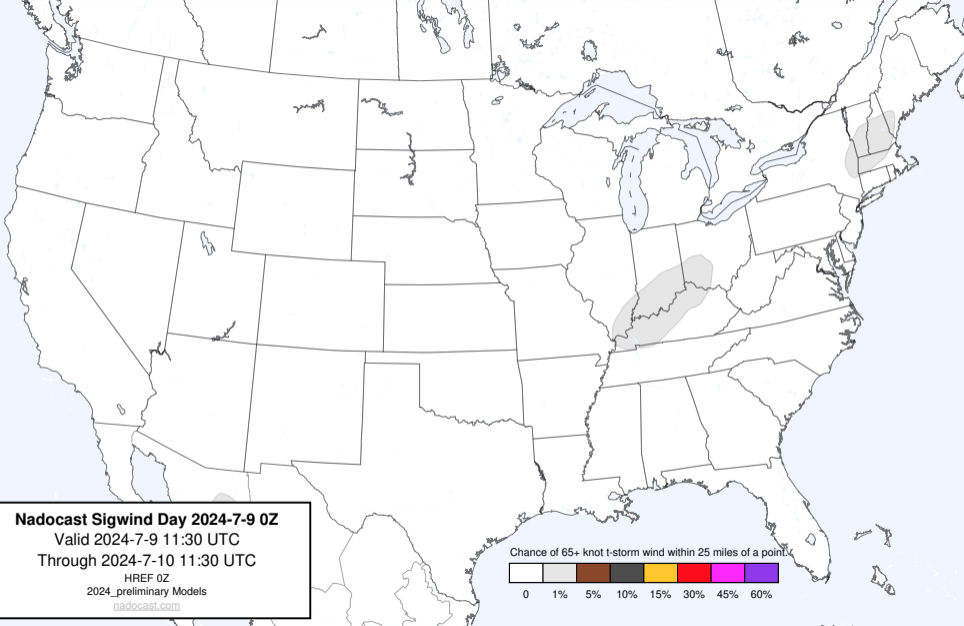 Nadocast Sigwind Day 2024-7-9 0Z
Valid 2024-7-9 11:30 UTC
Through 2024-7-10 11:30 UTC
HREF 0Z
2024_preliminary Models
nadocast.com
Chance of 65+ knot t-storm wind within 25 miles of a point.
0 1% 5% 10% 15% 30% 45% 60%